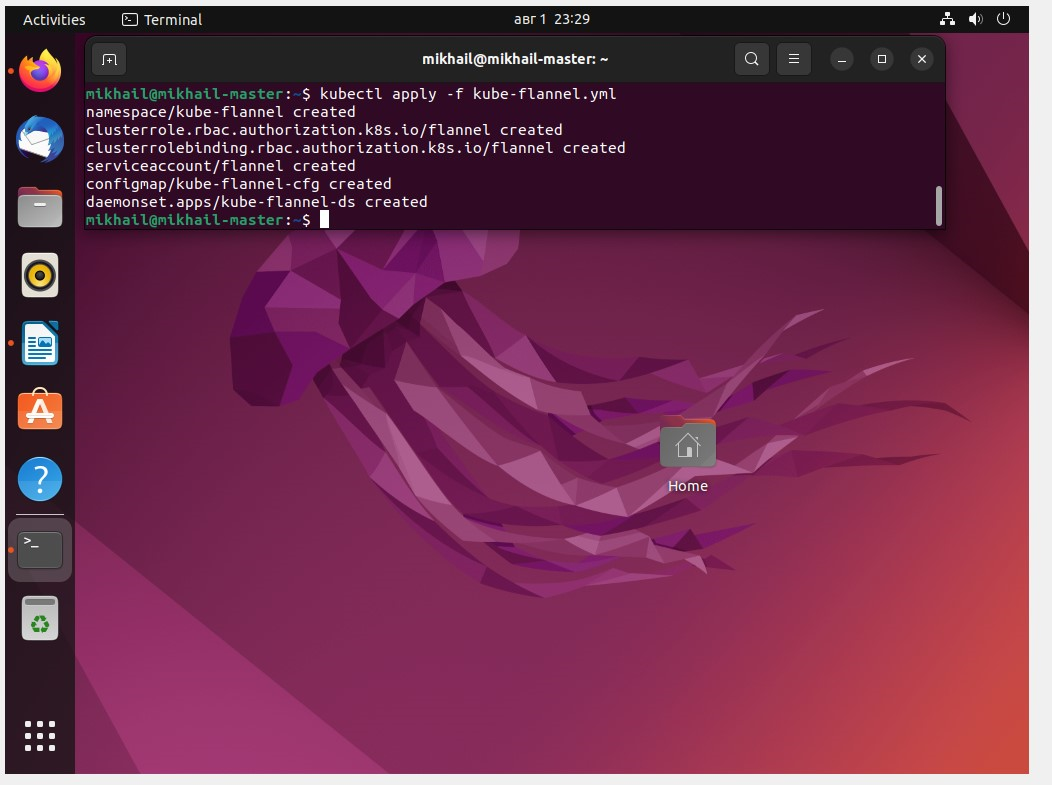 Activities
Terminal
авг 1 23:29
mikhail@mikhail-master: ~
mikhail@mikhail-master:~$ kubectl apply -f kube-flannel.yml
namespace/kube-flannel created
clusterrole.rbac.authorization.k8s.io/flannel created
clusterrolebinding.rbac.authorization.k8s.io/flannel created
serviceaccount/flannel created
configmap/kube-flannel-cfg created
daemonset.apps/kube-flannel-ds created
mikhail@mikhail-master:~$
Home